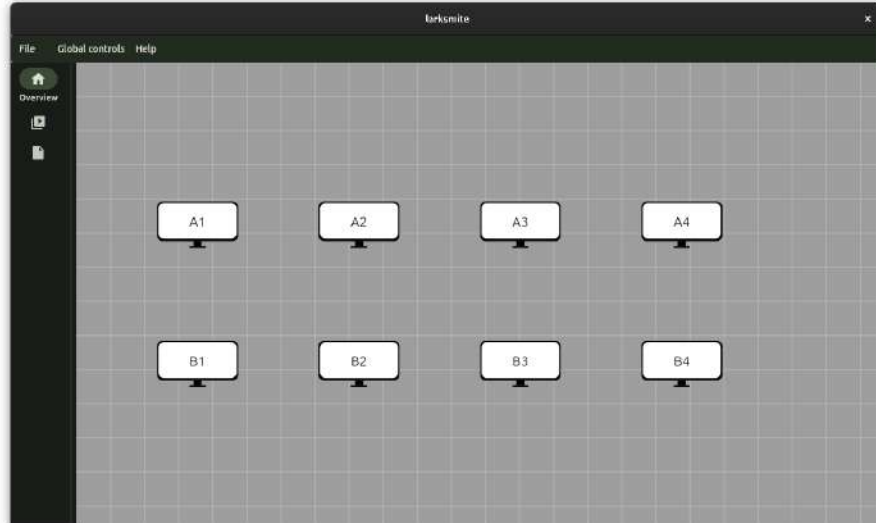 larksmite
x
File Global controls Help
Overview
A1 A2 A3 A4
B1 B2 B3 B4